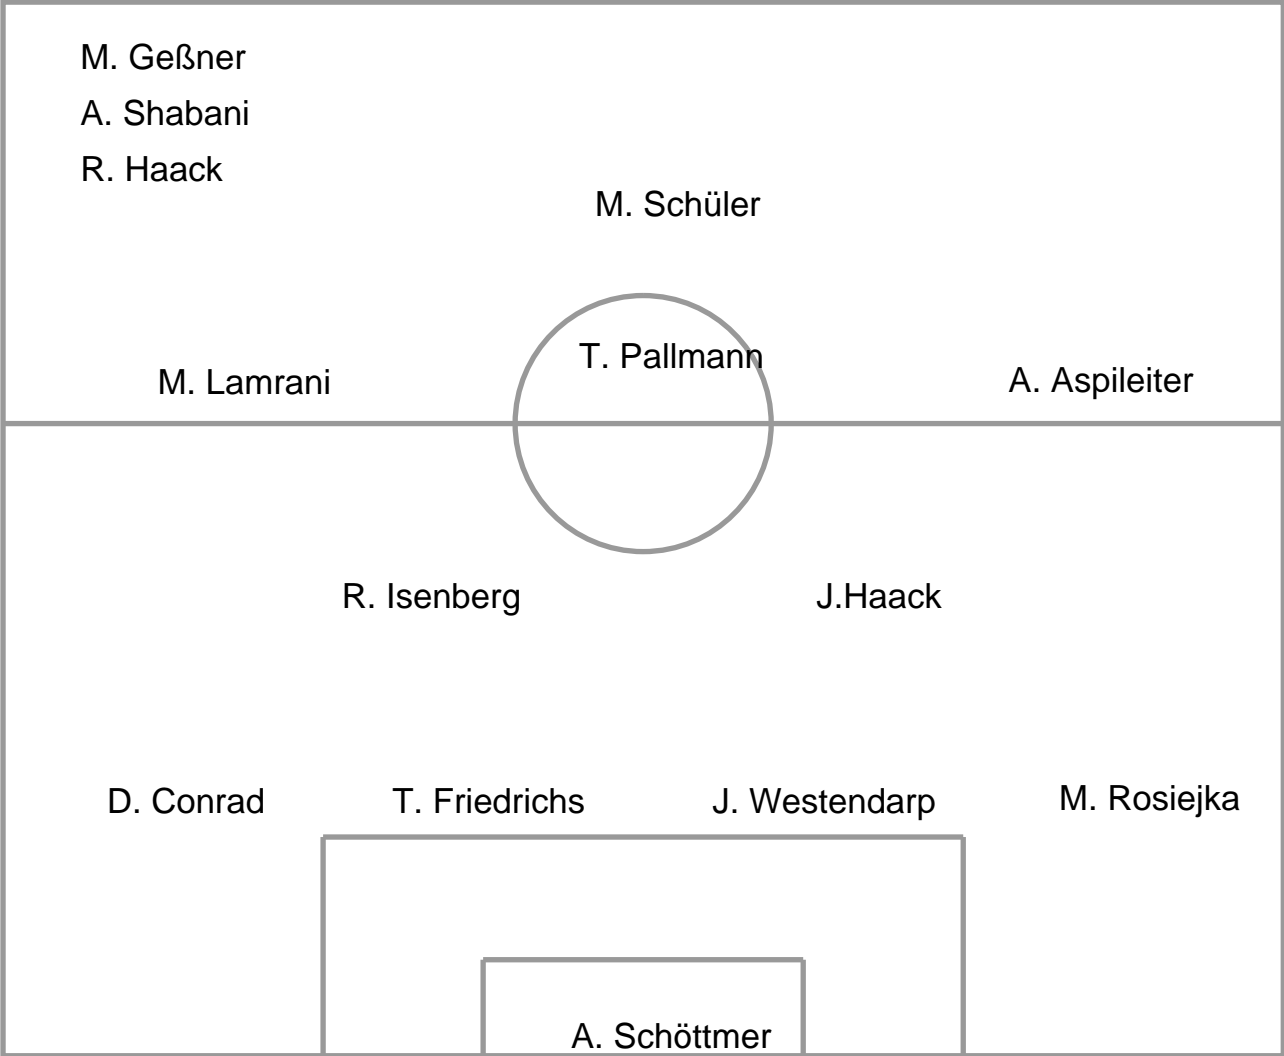 M. Geßner
A. Shabani
R. Haack
M. Schüler
T. Pallmann
M. Lamrani
A. Aspileiter
R. Isenberg
J.Haack
D. Conrad
T. Friedrichs
J. Westendarp
M. Rosiejka
A. Schöttmer